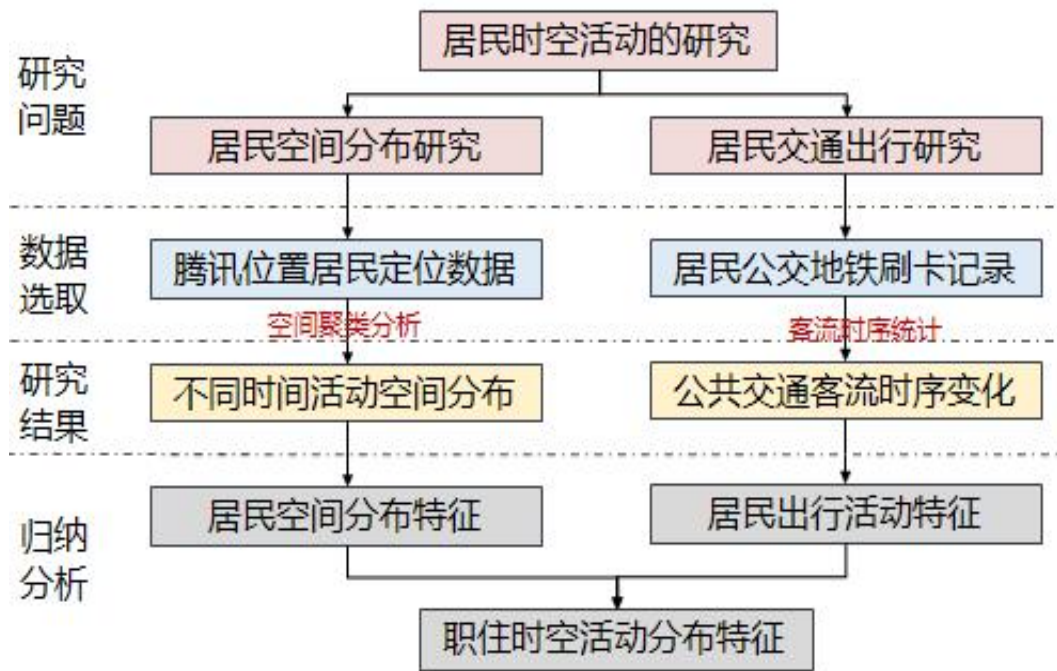 居民时空活动的研究
研究
问题
居民空间分布研究
居民交通出行研究
数据
选取
腾讯位置居民定位数据
居民公交地铁刷卡记录
空间聚类分析
客流时序统计
研究
结果
不同时间活动空间分布
公共交通客流时序变化
归纳
分析
居民空间分布特征
居民出行活动特征
职住时空活动分布特征